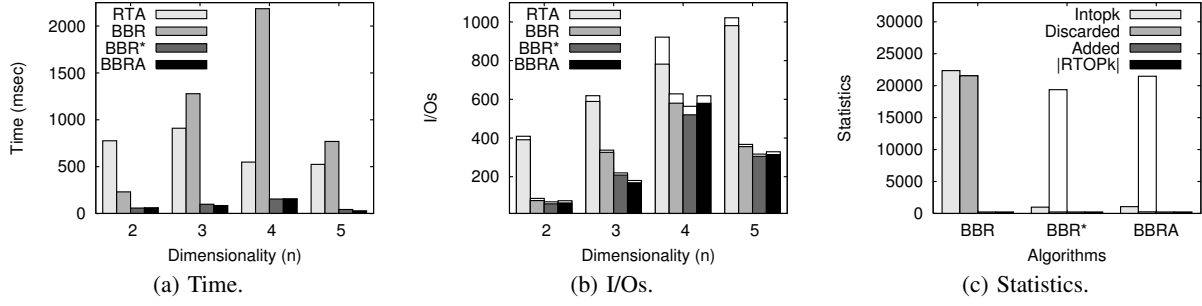 RTA
BBR
BBR*
BBRA
2000
1500
1000
500
0
Time (msec)
2 3 4 5
Dimensionality (n)
(a) Time.
RTA
BBR
BBR*
BBRA
1000
800
600
400
200
I/Os
2 3 4 5
Dimensionality (n)
(b) I/Os.
Intopk
Discarded
Added
|RTOPk|
30000
25000
20000
15000
10000
5000
0
Statistics
BBR BBR* BBRA
Algorithms
(c) Statistics.